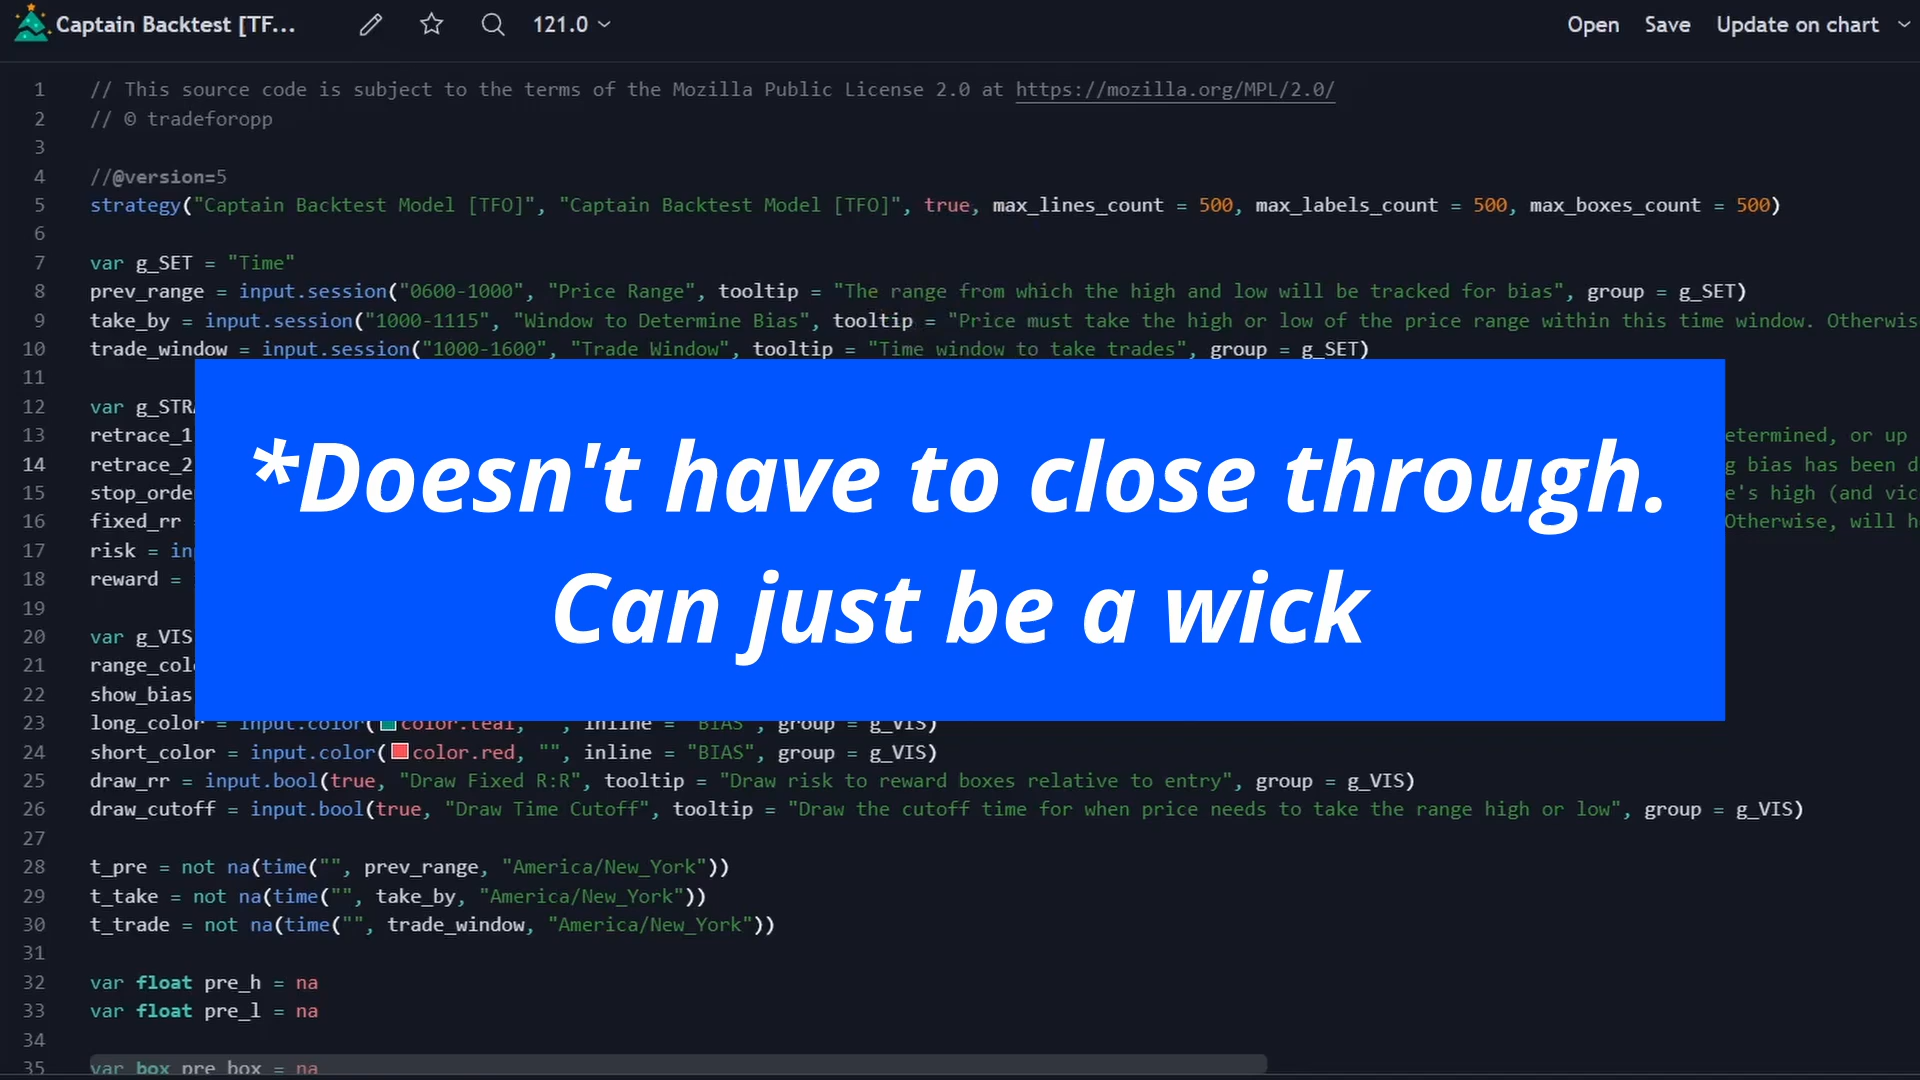 Captain Backtest [TF...
121.0
Open Save Update on chart
1 // This source code is subject to the terms of the Mozilla Public License 2.0 at https://mozilla.org/MPL/2.0/
2 // © tradeforopp
3
4 //@version=5
5 strategy("Captain Backtest Model [TFO]", "Captain Backtest Model [TFO]", true, max_lines_count = 500, max_labels_count = 500, max_boxes_count = 500)
6
7 var g_SET = "Time"
8 prev_range = input.session("0600-1000", "Price Range", tooltip = "The range from which the high and low will be tracked for bias", group = g_SET)
9 take_by = input.session("1000-1115", "Window to Determine Bias", tooltip = "Price must take the high or low of the price range within this time window. Otherwis
10 trade_window = input.session("1000-1600", "Trade Window", tooltip = "Time window to take trades", group = g_SET)
11
12 var g_STR
13 retrace_1 etermined, or up
14 retrace_2 g bias has been d
15 stop_orde e's high (and vic
16 fixed_rr Otherwise, will h
17 risk = in
18 reward =
19
20 var g_VIS
21 range_col
22 show_bias
23 long_color = input.color(color.teal, "", inline = "BIAS", group = g_VIS)
24 short_color = input.color(color.red, "", inline = "BIAS", group = g_VIS)
25 draw_rr = input.bool(true, "Draw Fixed R:R", tooltip = "Draw risk to reward boxes relative to entry", group = g_VIS)
26 draw_cutoff = input.bool(true, "Draw Time Cutoff", tooltip = "Draw the cutoff time for when price needs to take the range high or low", group = g_VIS)
27
28 t_pre = not na(time("", prev_range, "America/New_York"))
29 t_take = not na(time("", take_by, "America/New_York"))
30 t_trade = not na(time("", trade_window, "America/New_York"))
31
32 var float pre_h = na
33 var float pre_l = na
34
35 var box pre_box = na
*Doesn't have to close through.
Can just be a wick